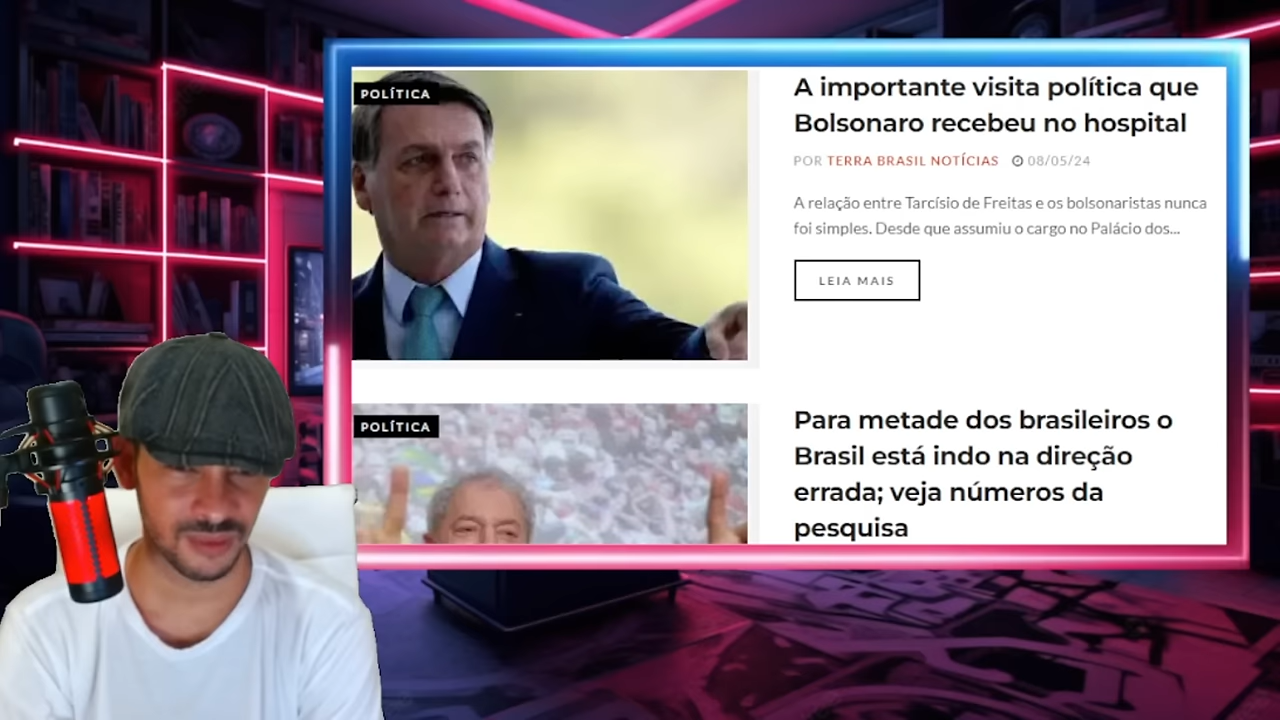 POLÍTICA
A importante visita política que
Bolsonaro recebeu no hospital
POR TERRA BRASIL NOTÍCIAS 08/05/24
A relação entre Tarcísio de Freitas e os bolsonaristas nunca
foi simples. Desde que assumiu o cargo no Palácio dos...
LEIA MAIS
POLÍTICA
Para metade dos brasileiros o
Brasil está indo na direção
errada; veja números da
pesquisa